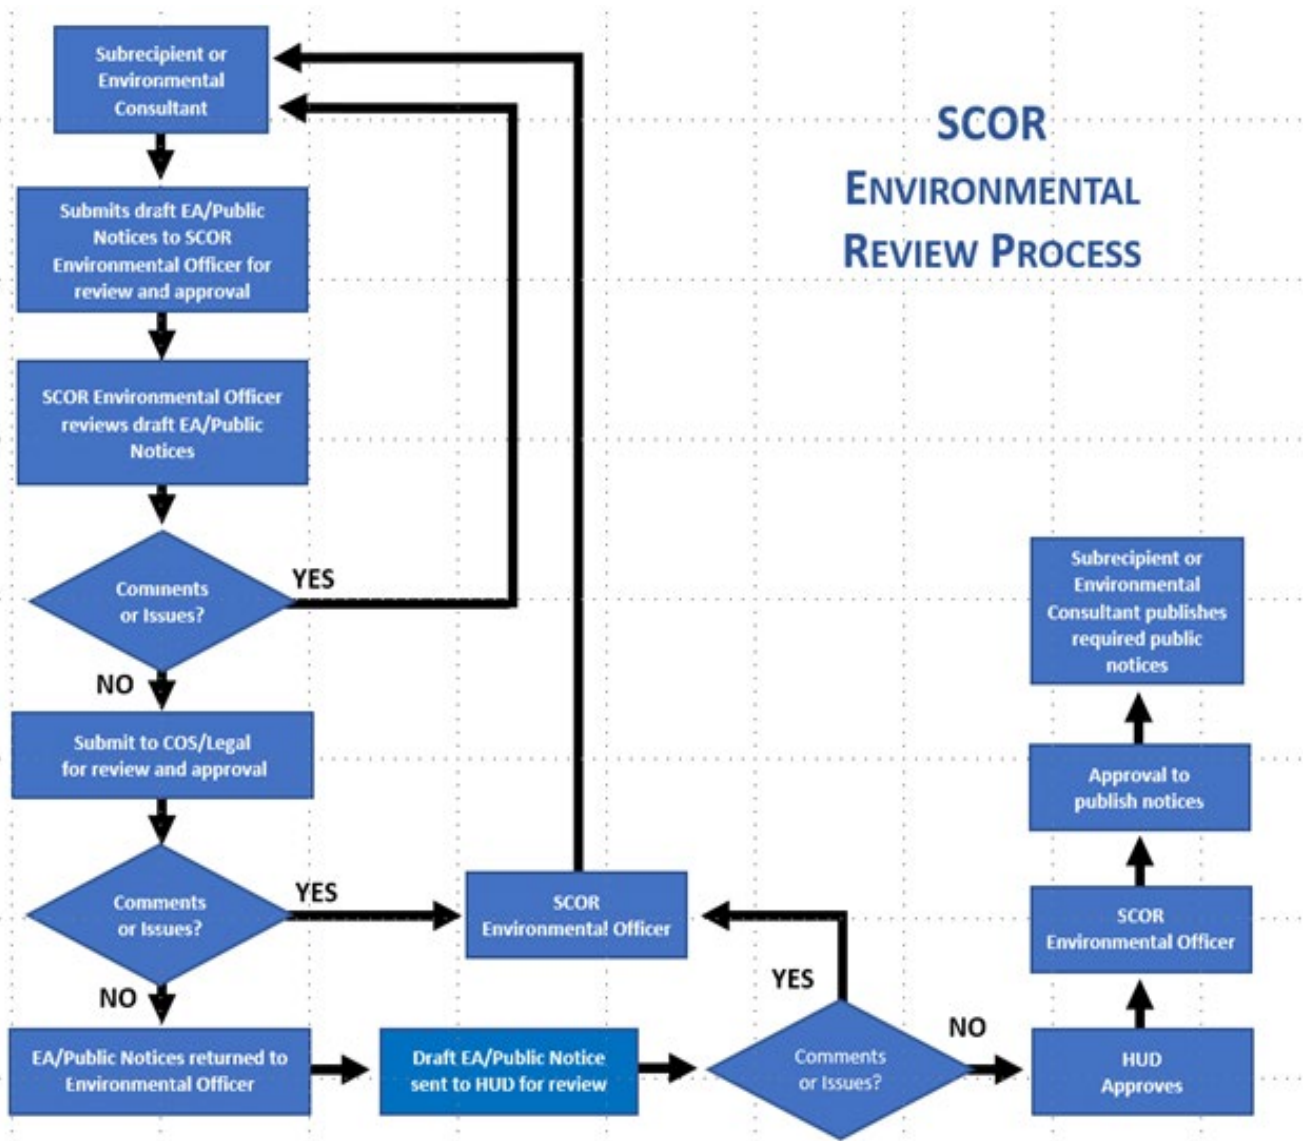 SCOR
ENVIRONMENTAL
REVIEW PROCESS
Subrecipient or
Environmental
Consultant
Submits draft EA/Public
Notices to SCOR
Environmental Officer for
review and approval
SCOR Environmental Officer
reviews draft EA/Public
Notices
Comments
or Issues?
YES
NO
Submit to COS/Legal
for review and approval
Comments
or Issues?
YES
NO
SCOR
Environmental Officer
EA/Public Notices returned to
Environmental Officer
Draft EA/Public Notice
sent to HUD for review
Comments
or Issues?
YES
NO
HUD
Approves
SCOR
Environmental Officer
Approval to
publish notices
Subrecipient or
Environmental
Consultant publishes
required public
notices